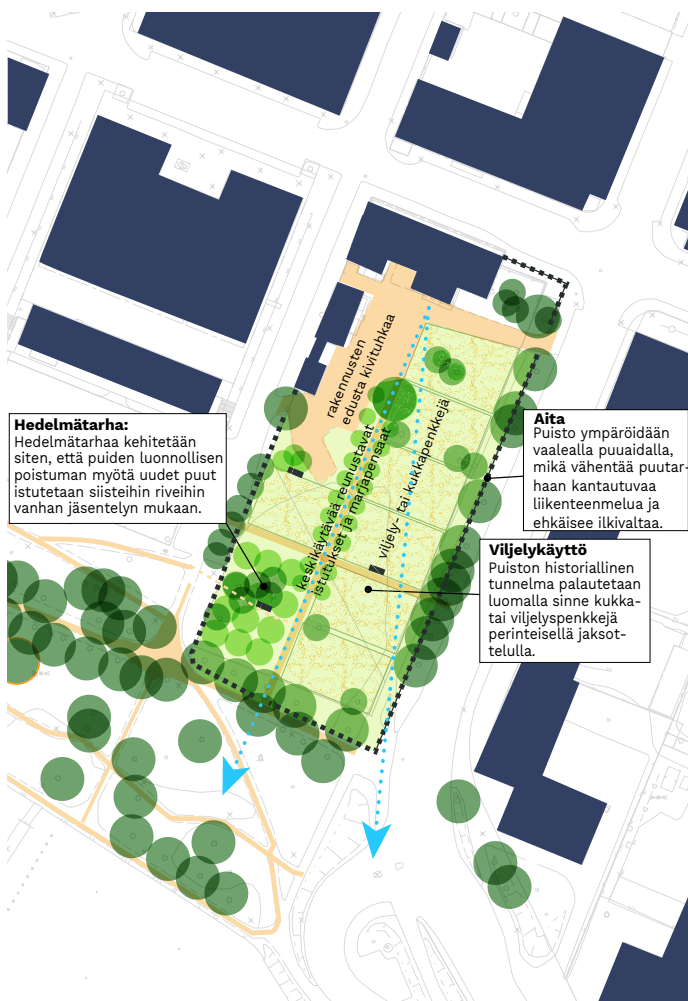 rakennusten
edusta kivituhkaa
keskikäytävää reunustavat
istutukset ja marjapensaat
viljely- tai kukkapenkkejä
Hedelmätarha:
Hedelmätarhaa kehitetään
siten, että puiden luonnollisen
poistuman myötä uudet puut
istutetaan siisteihin riveihin
vanhan jäsentelyn mukaan.
Aita
Puisto ympäröidään
vaalealla puuaidalla,
mikä vähentää puutar-
haan kantautuvaa
liikenteenmelua ja
ehkäisee ilkivaltaa.
Viljelykäyttö
Puiston historiallinen
tunnelma palautetaan
luomalla sinne kukka-
tai viljelyspenkkejä
perinteisellä jaksot-
telulla.